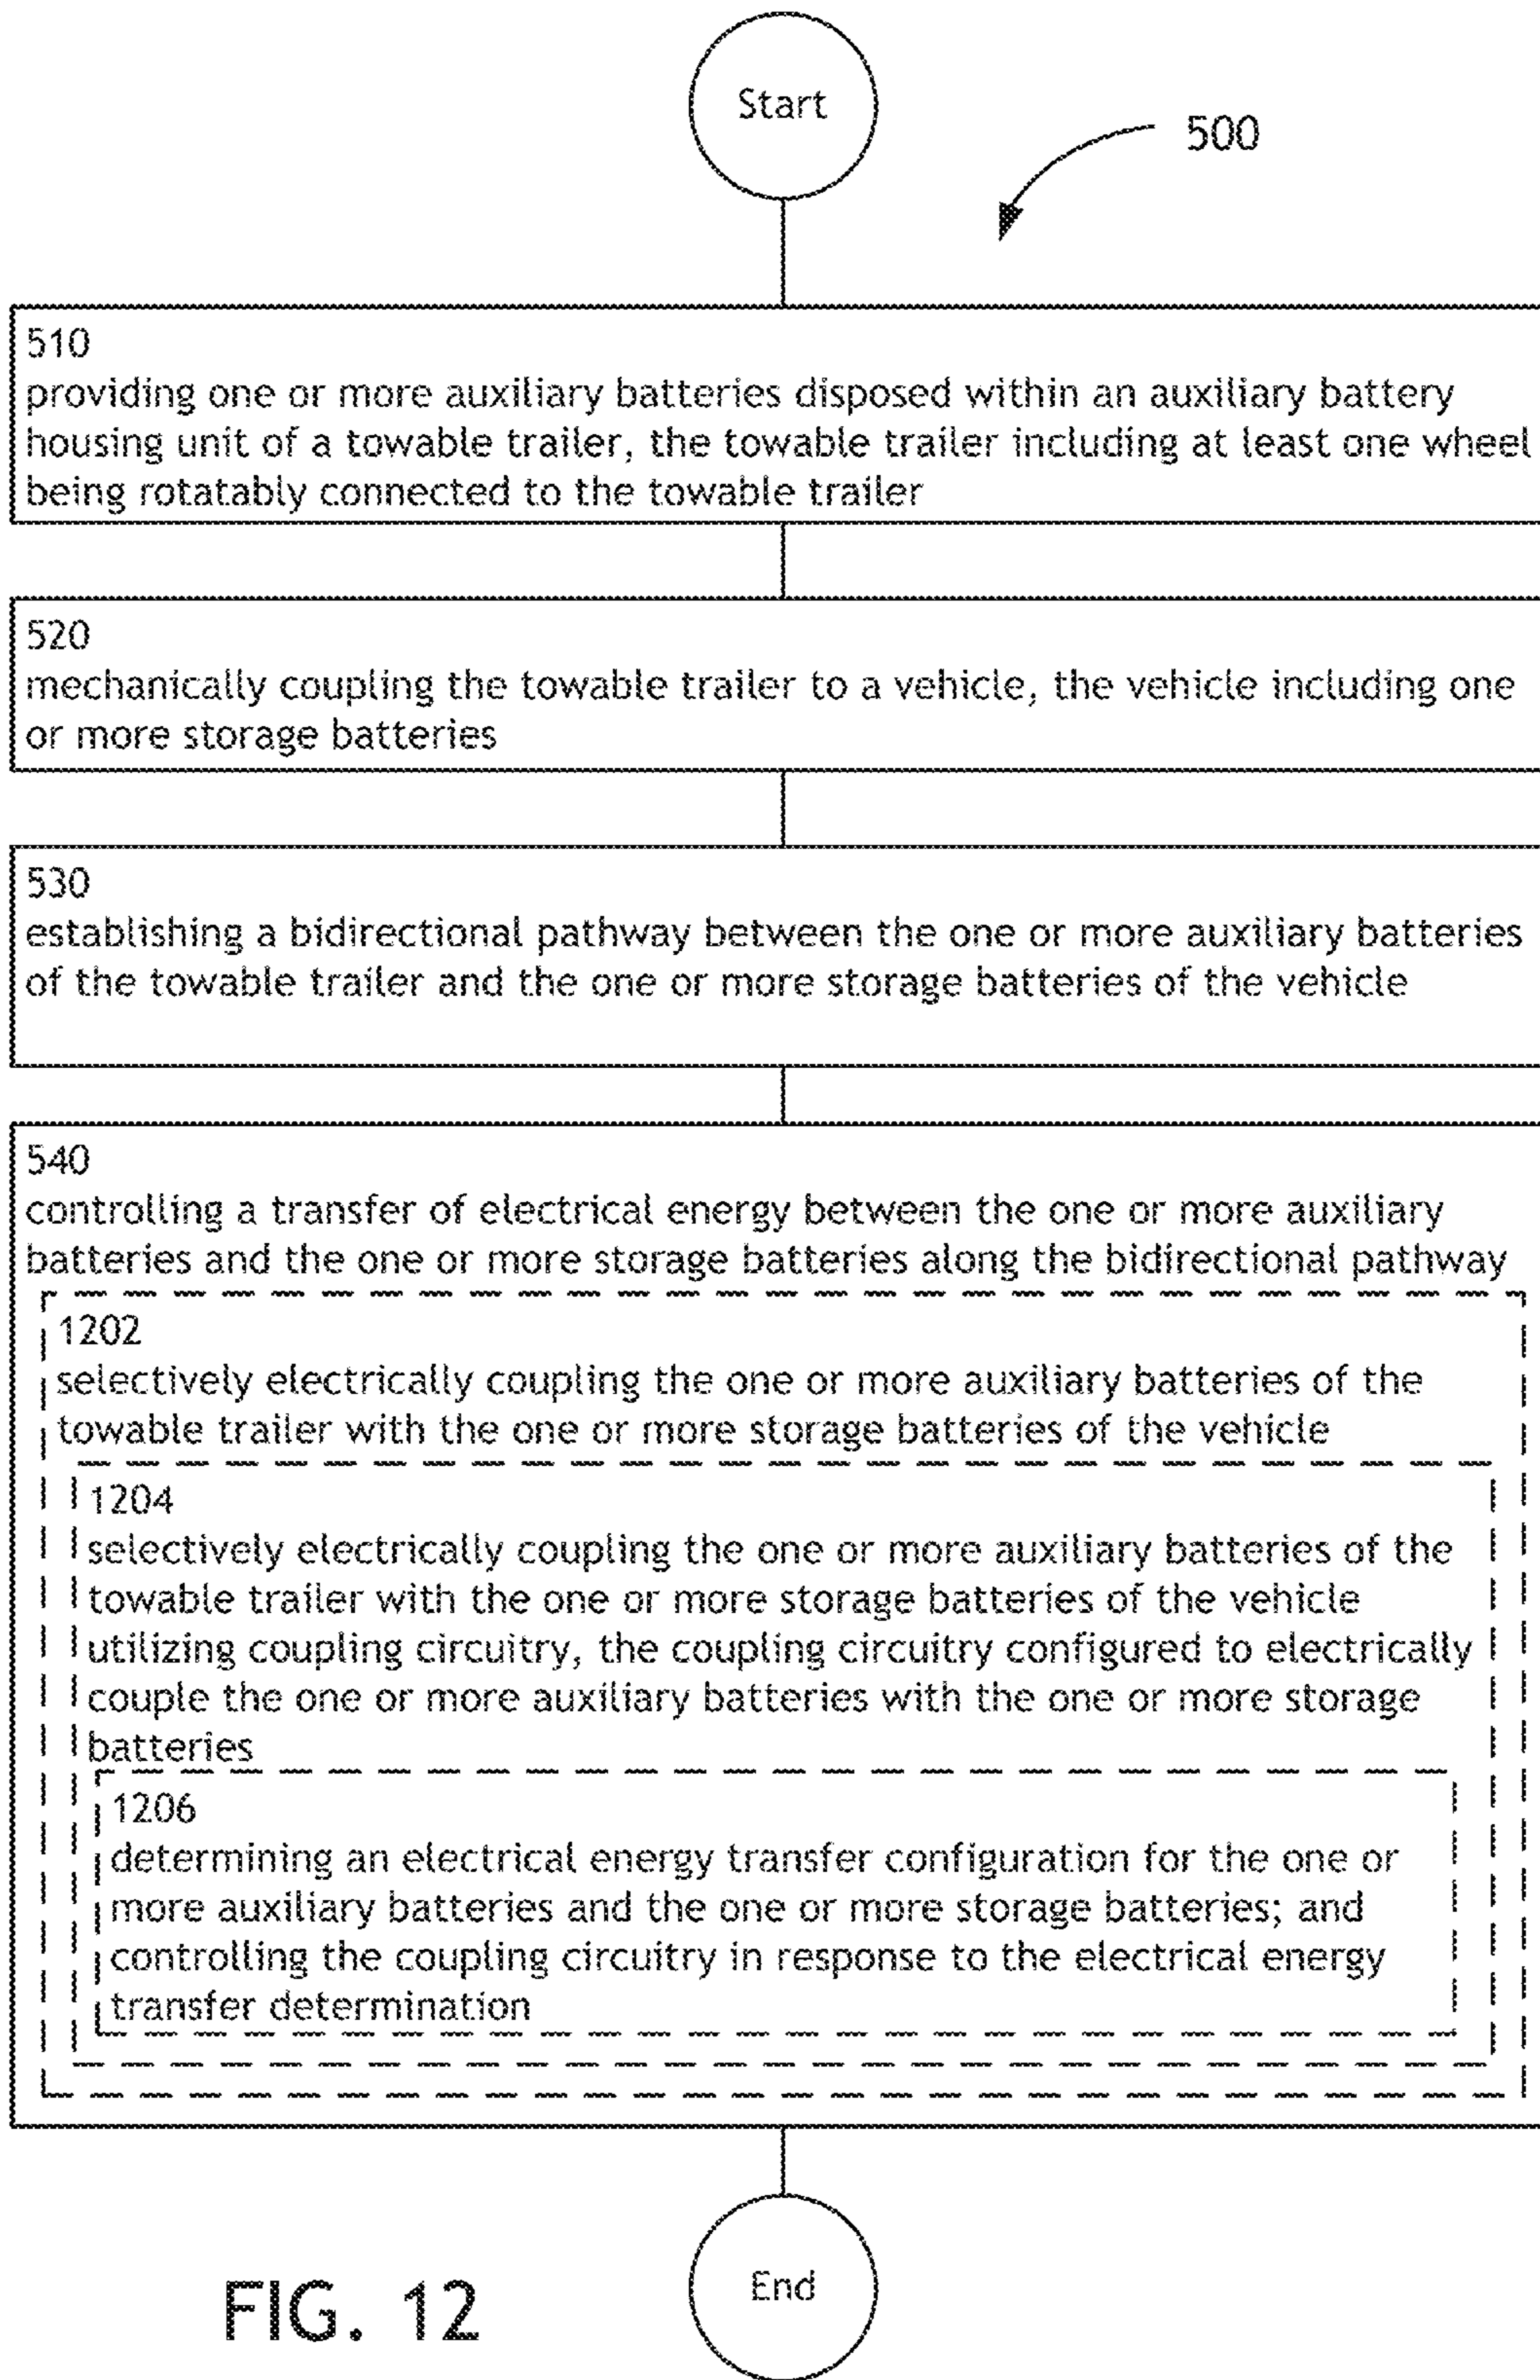 Start
500
510
providing one or more auxiliary batteries disposed within an auxiliary battery
housing unit of a towable trailer, the towable trailer including at least one wheel
being rotatably connected to the towable trailer
520
mechanically coupling the towable trailer to a vehicle, the vehicle including one
or more storage batteries
530
establishing a bidirectional pathway between the one or more auxiliary batteries
of the towable trailer and the one or more storage batteries of the vehicle
540
controlling a transfer of electrical energy between the one or more auxiliary
batteries and the one or more storage batteries along the bidirectional pathway
1202
selectively electrically coupling the one or more auxiliary batteries of the
towable trailer with the one or more storage batteries of the vehicle
1204
selectively electrically coupling the one or more auxiliary batteries of the
towable trailer with the one or more storage batteries of the vehicle
utilizing coupling circuitry, the coupling circuitry configured to electrically
couple the one or more auxiliary batteries with the one or more storage
batteries
1206
determining an electrical energy transfer configuration for the one or
more auxiliary batteries and the one or more storage batteries; and
controlling the coupling circuitry in response to the electrical energy
transfer determination
End
FIG. 12